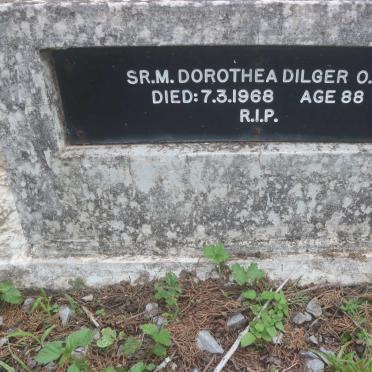 SR.M. DOROTHEA DILGER O.
DIED: 7.3.1968 AGE 88
R.I.P.